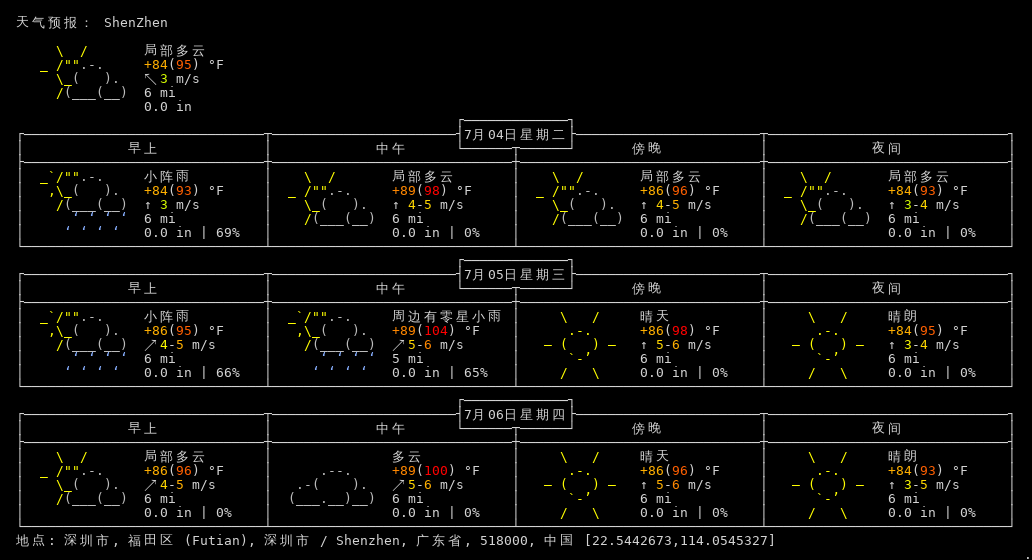 天气预报： ShenZhen
局部多云
+84(95) °F
↖ 3 m/s
6 mi
0.0 in
7月04日星期二
早上 中午 傍晚 夜间
小阵雨 局部多云 局部多云 局部多云
+84(93) °F +89(98) °F +86(96) °F +84(93) °F
↑ 3 m/s ↑ 4-5 m/s ↑ 4-5 m/s ↑ 3-4 m/s
6 mi 6 mi 6 mi 6 mi
0.0 in | 69% 0.0 in | 0% 0.0 in | 0% 0.0 in | 0%
7月05日星期三
早上 中午 傍晚 夜间
小阵雨 周边有零星小雨 晴天 晴朗
+86(95) °F +89(104) °F +86(98) °F +84(95) °F
↗ 4-5 m/s ↗ 5-6 m/s ↑ 5-6 m/s ↑ 3-4 m/s
6 mi 5 mi 6 mi 6 mi
0.0 in | 66% 0.0 in | 65% 0.0 in | 0% 0.0 in | 0%
7月06日星期四
早上 中午 傍晚 夜间
局部多云 多云 晴天 晴朗
+86(96) °F +89(100) °F +86(96) °F +84(93) °F
↗ 4-5 m/s ↗ 5-6 m/s ↑ 5-6 m/s ↑ 3-5 m/s
6 mi 6 mi 6 mi 6 mi
0.0 in | 0% 0.0 in | 0% 0.0 in | 0% 0.0 in | 0%
地点: 深圳市, 福田区 (Futian), 深圳市 / Shenzhen, 广东省, 518000, 中国 [22.5442673,114.0545327]